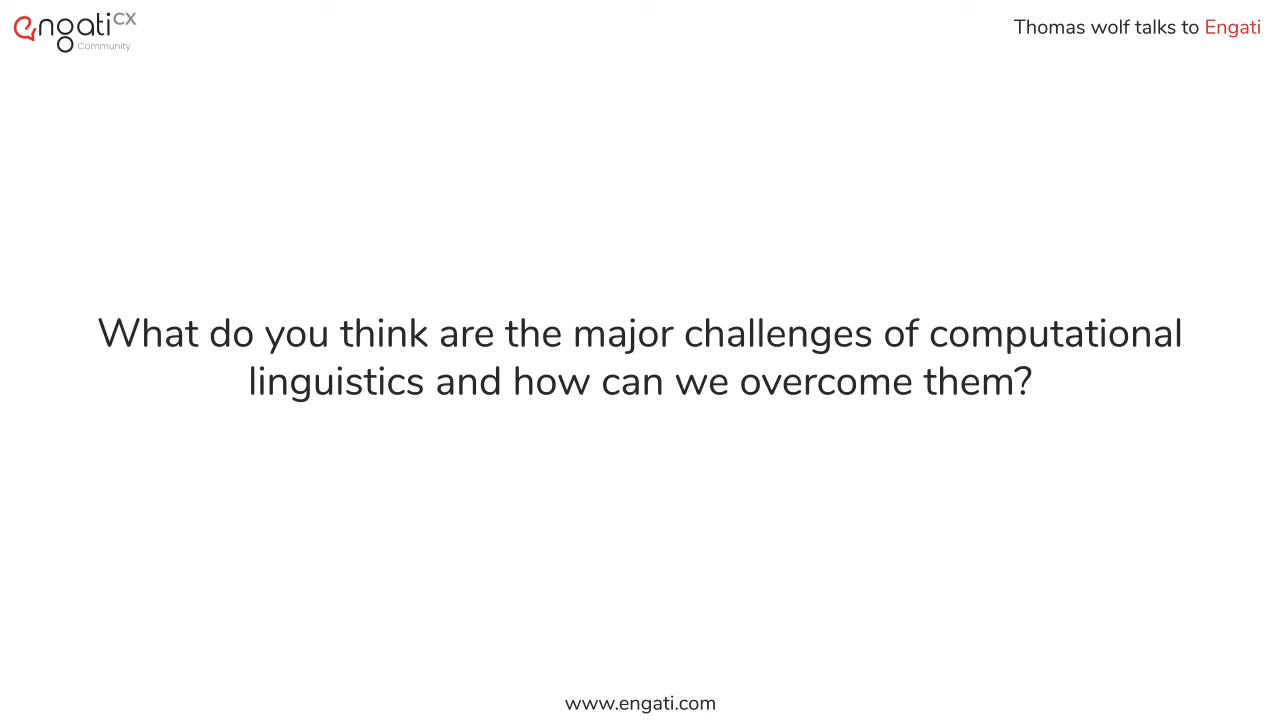 engati CX
Community
Thomas wolf talks to Engati
What do you think are the major challenges of computational
linguistics and how can we overcome them?
www.engati.com